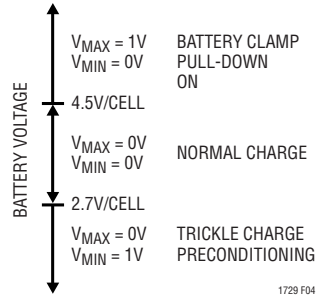 BATTERY VOLTAGE
VMAX = 1V BATTERY CLAMP
VMIN = 0V PULL-DOWN
ON
4.5V/CELL
VMAX = 0V
VMIN = 0V
NORMAL CHARGE
2.7V/CELL
VMAX = 0V TRICKLE CHARGE
VMIN = 1V PRECONDITIONING
1729 F04